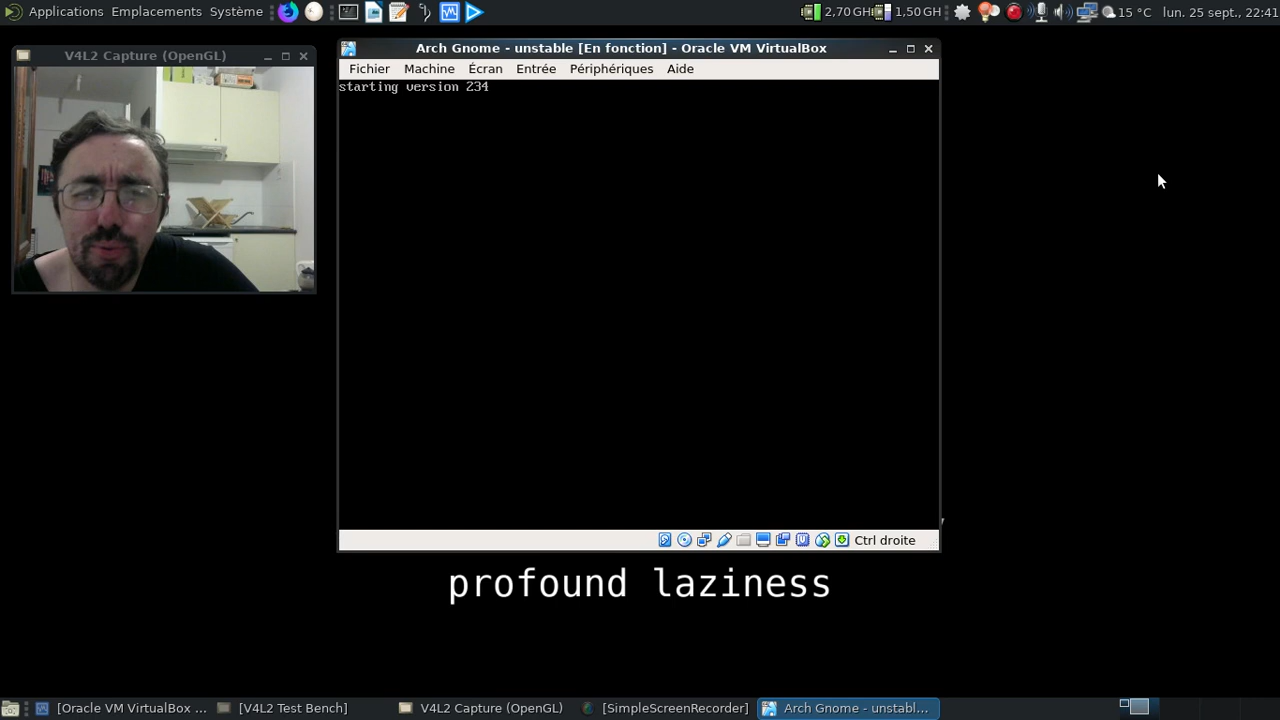 Applications Emplacements Système 2,70 GH 1,50 GH 15 °C lun. 25 sept., 22:41
V4L2 Capture (OpenGL)
Arch Gnome - unstable [En fonction] - Oracle VM VirtualBox
Fichier Machine Écran Entrée Périphériques Aide
starting version 234
Ctrl droite
profound laziness
[Oracle VM VirtualBox ... [V4L2 Test Bench] V4L2 Capture (OpenGL) [SimpleScreenRecorder] Arch Gnome - unstabl...